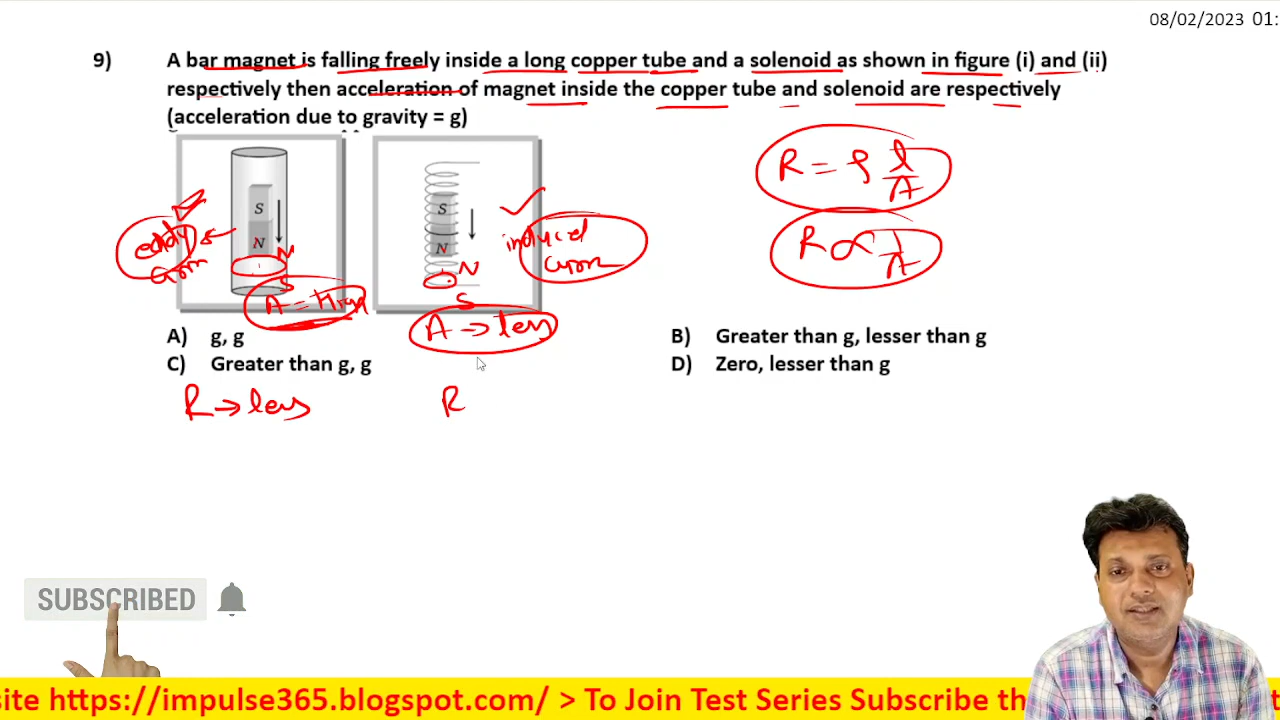 08/02/2023 01:
9) A bar magnet is falling freely inside a long copper tube and a solenoid as shown in figure (i) and (ii)
respectively then acceleration of magnet inside the copper tube and solenoid are respectively
(acceleration due to gravity = g)
S
N
N
S
eddy
A = High
S
N
N
S
A → less
induced
R = ρ l/A
R ∝ 1/A
A) g, g
B) Greater than g, lesser than g
C) Greater than g, g
D) Zero, lesser than g
R → less
R
SUBSCRIBED
site https://impulse365.blogspot.com/ > To Join Test Series Subscribe th